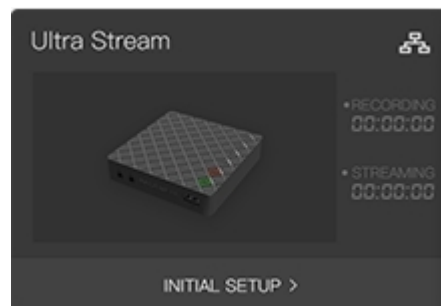 Ultra Stream
•RECORDING
00:00:00
•STREAMING
00:00:00
INITIAL SETUP >